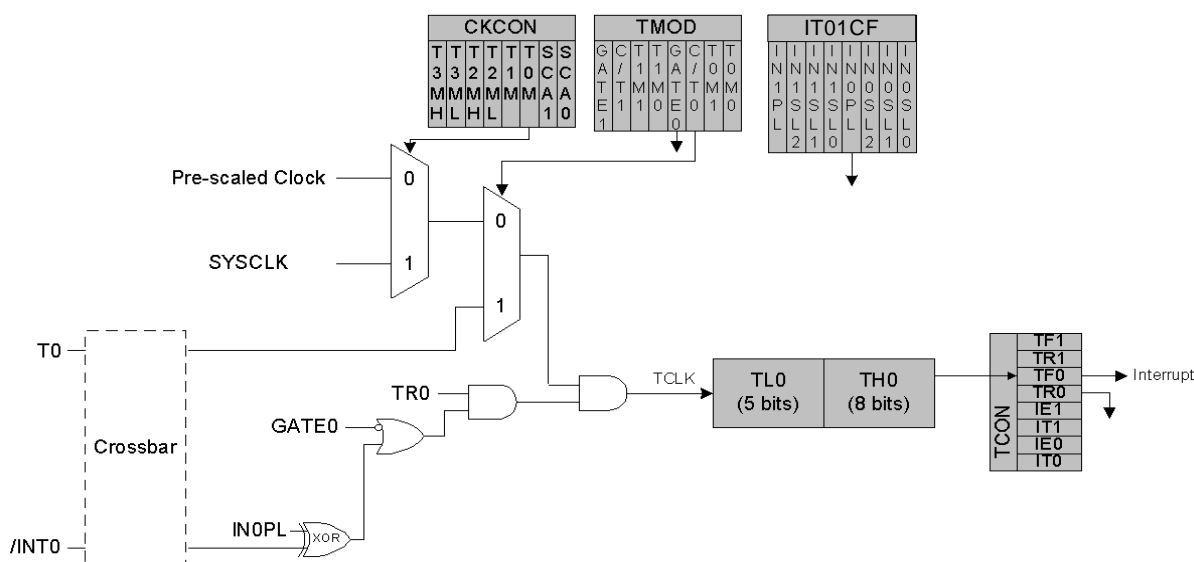 CKCON
T3MH T3ML T2MH T2ML T1M T0M SCA1 SCA0
TMOD
GATE1 C/T1 T1M1 T1M0 GATE0 C/T0 T0M1 T0M0
IT01CF
IN1PL IN1SL2 IN1SL1 IN1SL0 IN0PL IN0SL2 IN0SL1 IN0SL0
Pre-scaled Clock
0
SYSCLK
1
0
1
T0
Crossbar
/INT0
GATE0
IN0PL
XOR
TR0
TCLK
TL0
(5 bits)
TH0
(8 bits)
TCON
TF1
TR1
TF0
TR0
IE1
IT1
IE0
IT0
Interrupt